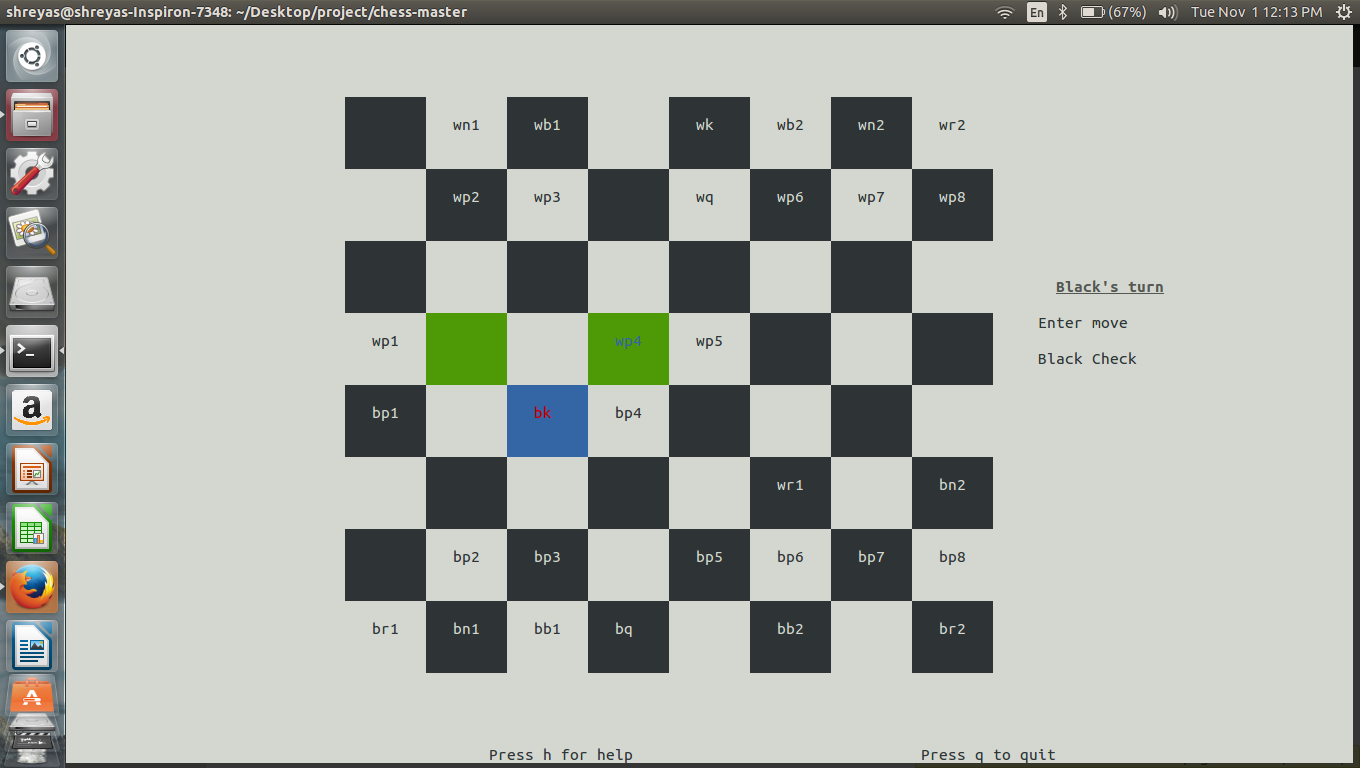 shreyas@shreyas-Inspiron-7348: ~/Desktop/project/chess-master En (67%) Tue Nov 1 12:13 PM
wn1 wb1 wk wb2 wn2 wr2
wp2 wp3 wq wp6 wp7 wp8
Black's turn
Enter move
wp1 wp4 wp5
Black Check
bp1 bk bp4
wr1 bn2
bp2 bp3 bp5 bp6 bp7 bp8
br1 bn1 bb1 bq bb2 br2
Press h for help Press q to quit